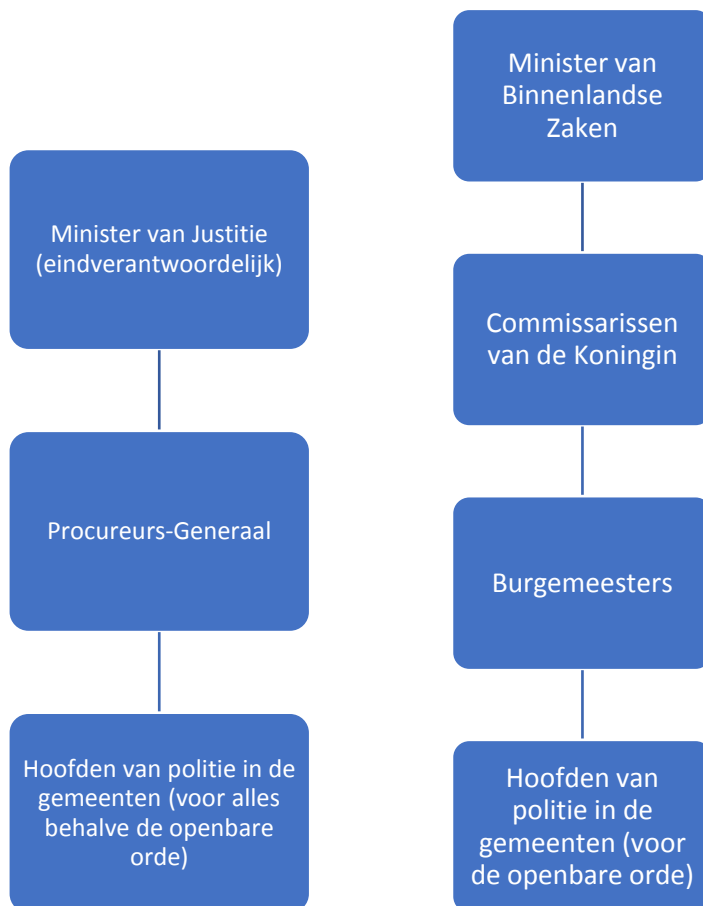 Minister van Justitie
(eindverantwoordelijk)
Procureurs-Generaal
Hoofden van politie in de
gemeenten (voor alles
behalve de openbare
orde)
Minister van
Binnenlandse
Zaken
Commissarissen
van de Koningin
Burgemeesters
Hoofden van
politie in de
gemeenten (voor
de openbare orde)